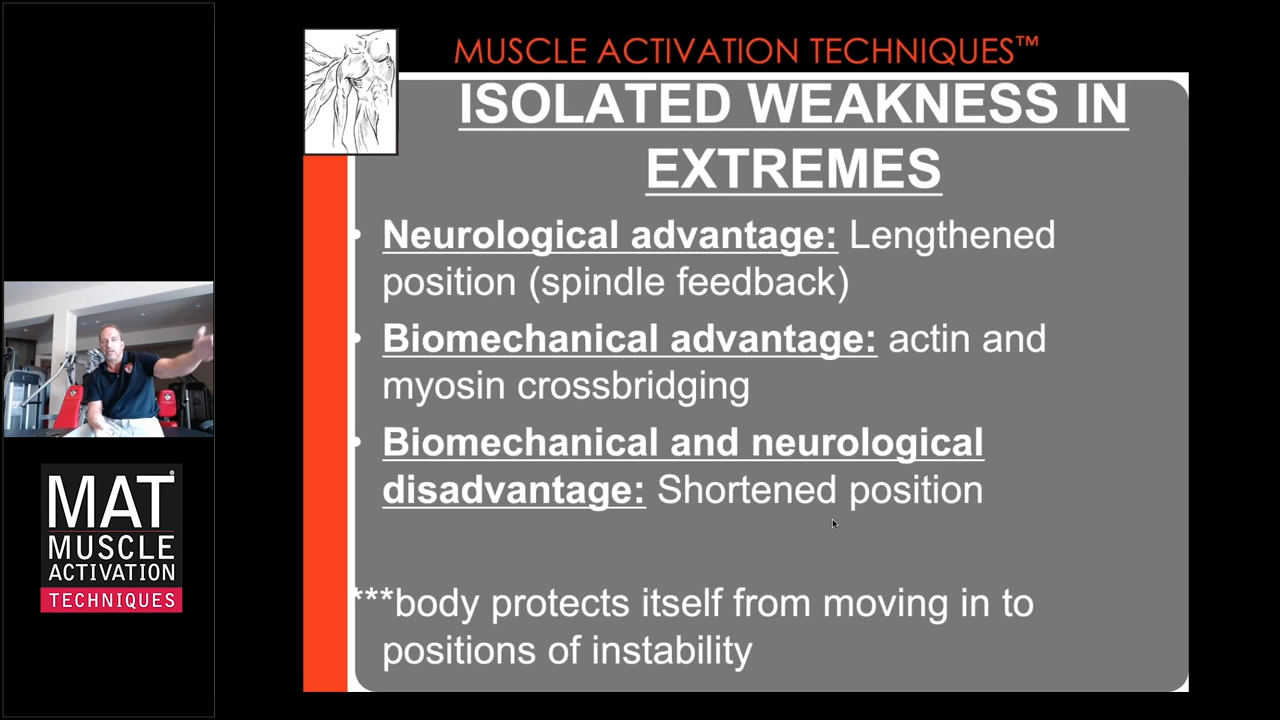 MUSCLE ACTIVATION TECHNIQUES™
ISOLATED WEAKNESS IN
EXTREMES
• Neurological advantage: Lengthened
position (spindle feedback)
• Biomechanical advantage: actin and
myosin crossbridging
• Biomechanical and neurological
disadvantage: Shortened position
***body protects itself from moving in to
positions of instability
MAT®
MUSCLE
ACTIVATION
TECHNIQUES